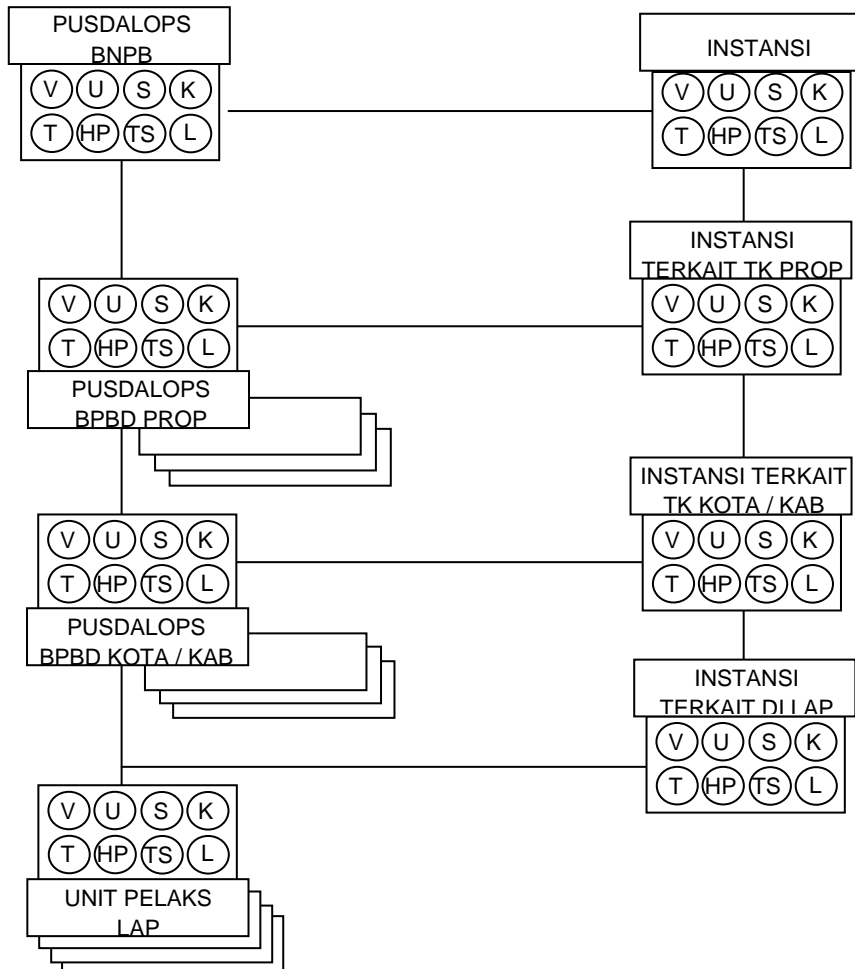 PUSDALOPS
BNPB
V U S K
T HP TS L
INSTANSI
V U S K
T HP TS L
INSTANSI
TERKAIT TK PROP
V U S K
T HP TS L
V U S K
T HP TS L
PUSDALOPS
BPBD PROP
INSTANSI TERKAIT
TK KOTA / KAB
V U S K
T HP TS L
V U S K
T HP TS L
PUSDALOPS
BPBD KOTA / KAB
INSTANSI
TERKAIT DI LAP
V U S K
T HP TS L
V U S K
T HP TS L
UNIT PELAKS
LAP